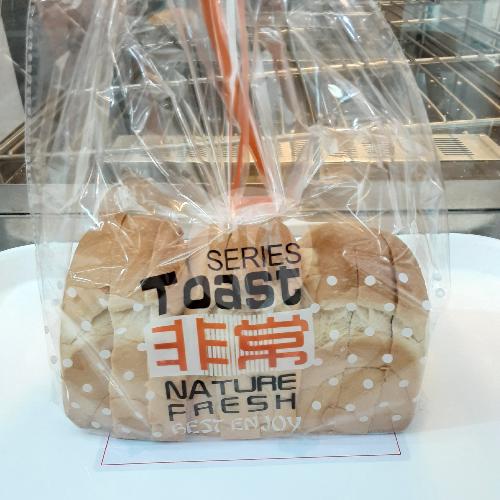 SERIES
Toast
非常
NATURE
FRESH
BEST ENJOY